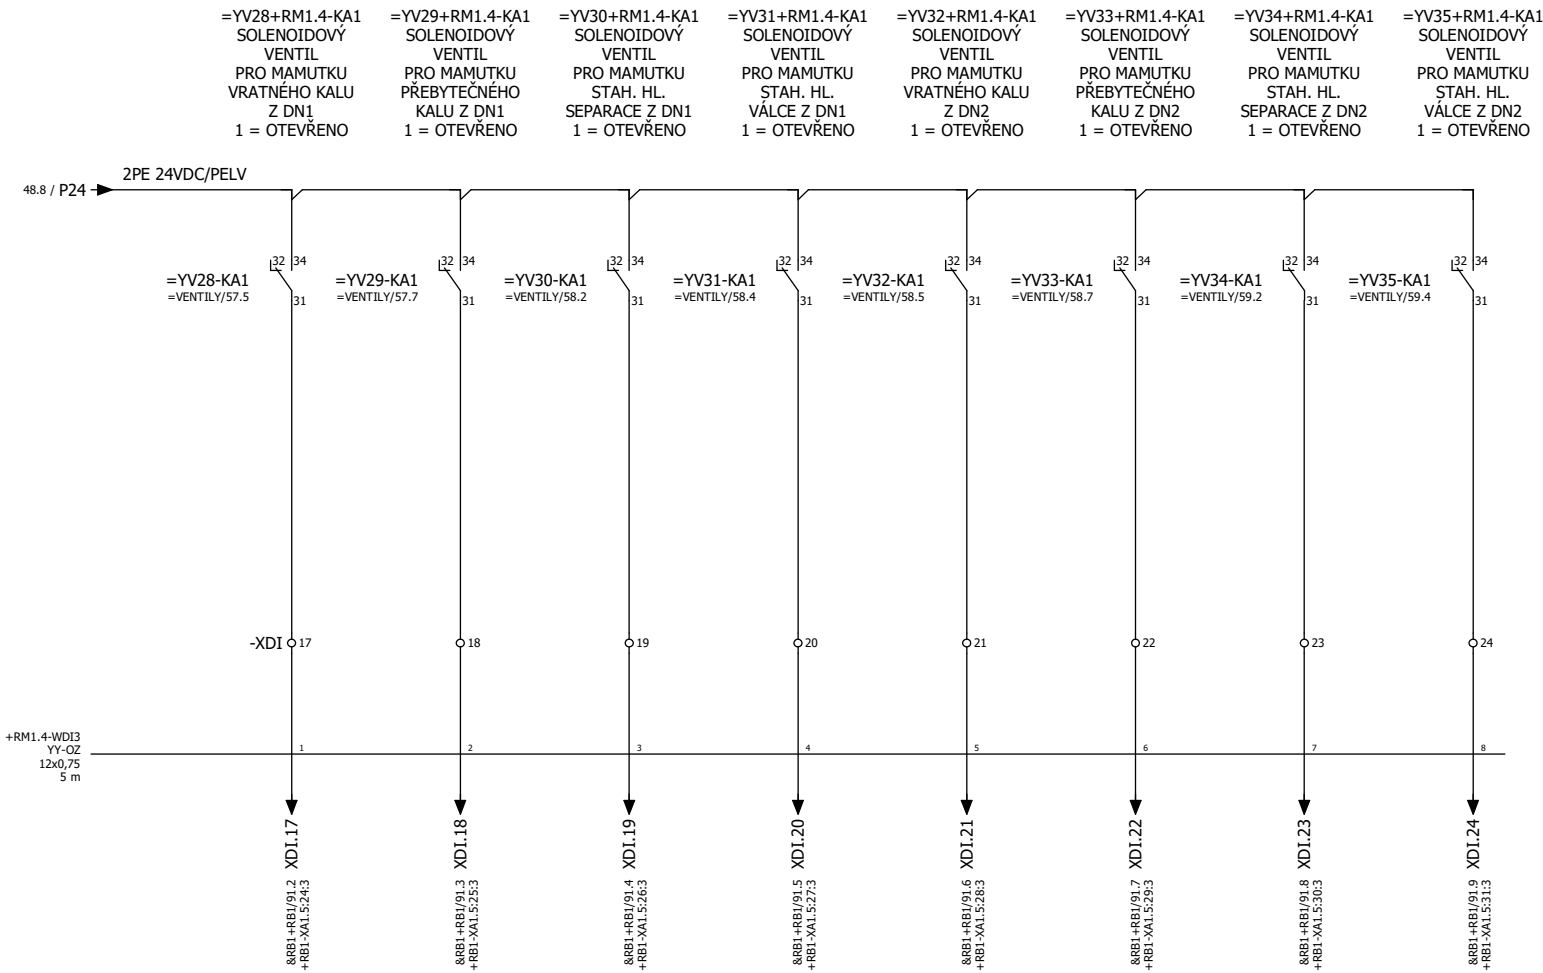 =YV28+RM1.4-KA1
SOLENOIDOVÝ
VENTIL
PRO MAMUTKU
VRATNÉHO KALU
Z DN1
1 = OTEVŘENO
=YV29+RM1.4-KA1
SOLENOIDOVÝ
VENTIL
PRO MAMUTKU
PŘEBYTEČNÉHO
KALU Z DN1
1 = OTEVŘENO
=YV30+RM1.4-KA1
SOLENOIDOVÝ
VENTIL
PRO MAMUTKU
STAH. HL.
SEPARACE Z DN1
1 = OTEVŘENO
=YV31+RM1.4-KA1
SOLENOIDOVÝ
VENTIL
PRO MAMUTKU
STAH. HL.
VÁLCE Z DN1
1 = OTEVŘENO
=YV32+RM1.4-KA1
SOLENOIDOVÝ
VENTIL
PRO MAMUTKU
VRATNÉHO KALU
Z DN2
1 = OTEVŘENO
=YV33+RM1.4-KA1
SOLENOIDOVÝ
VENTIL
PRO MAMUTKU
PŘEBYTEČNÉHO
KALU Z DN2
1 = OTEVŘENO
=YV34+RM1.4-KA1
SOLENOIDOVÝ
VENTIL
PRO MAMUTKU
STAH. HL.
SEPARACE Z DN2
1 = OTEVŘENO
=YV35+RM1.4-KA1
SOLENOIDOVÝ
VENTIL
PRO MAMUTKU
STAH. HL.
VÁLCE Z DN2
1 = OTEVŘENO
2PE 24VDC/PELV
48.8 / P24
=YV28-KA1
=VENTILY/57.5
32 34
31
=YV29-KA1
=VENTILY/57.7
32 34
31
=YV30-KA1
=VENTILY/58.2
32 34
31
=YV31-KA1
=VENTILY/58.4
32 34
31
=YV32-KA1
=VENTILY/58.5
32 34
31
=YV33-KA1
=VENTILY/58.7
32 34
31
=YV34-KA1
=VENTILY/59.2
32 34
31
=YV35-KA1
=VENTILY/59.4
32 34
31
-XDI 17 18 19 20 21 22 23 24
+RM1.4-WDI3
YY-OZ
12x0,75
5 m
1 2 3 4 5 6 7 8
XDI.17
&RB1+RB1/91.2
+RB1-XA1.5:24:3
XDI.18
&RB1+RB1/91.3
+RB1-XA1.5:25:3
XDI.19
&RB1+RB1/91.4
+RB1-XA1.5:26:3
XDI.20
&RB1+RB1/91.5
+RB1-XA1.5:27:3
XDI.21
&RB1+RB1/91.6
+RB1-XA1.5:28:3
XDI.22
&RB1+RB1/91.7
+RB1-XA1.5:29:3
XDI.23
&RB1+RB1/91.8
+RB1-XA1.5:30:3
XDI.24
&RB1+RB1/91.9
+RB1-XA1.5:31:3